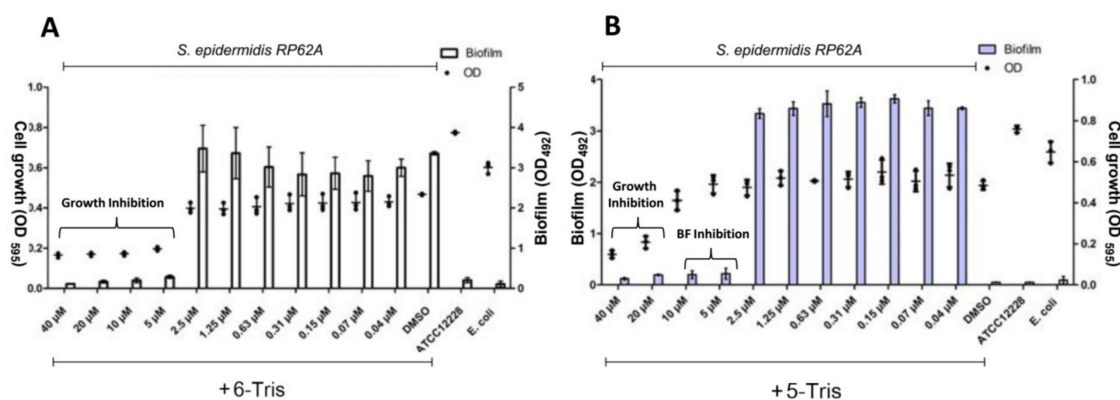 A
S. epidermidis RP62A
Biofilm
OD
1.0
0.8
0.6
0.4
0.2
0.0
Cell growth (OD 595)
5
4
3
2
1
0
Biofilm (OD492)
Growth Inhibition
40 µM
20 µM
10 µM
5 µM
2.5 µM
1.25 µM
0.63 µM
0.31 µM
0.15 µM
0.07 µM
0.04 µM
DMSO
ATCC12228
E. coli
+6-Tris
B
S. epidermidis RP62A
Biofilm
OD
4
3
2
1
0
Biofilm (OD492)
1.0
0.8
0.6
0.4
0.2
0.0
Cell growth (OD 595)
Growth
Inhibition
BF Inhibition
40 µM
20 µM
10 µM
5 µM
2.5 µM
1.25 µM
0.63 µM
0.31 µM
0.15 µM
0.07 µM
0.04 µM
DMSO
ATCC12228
E. coli
+5-Tris